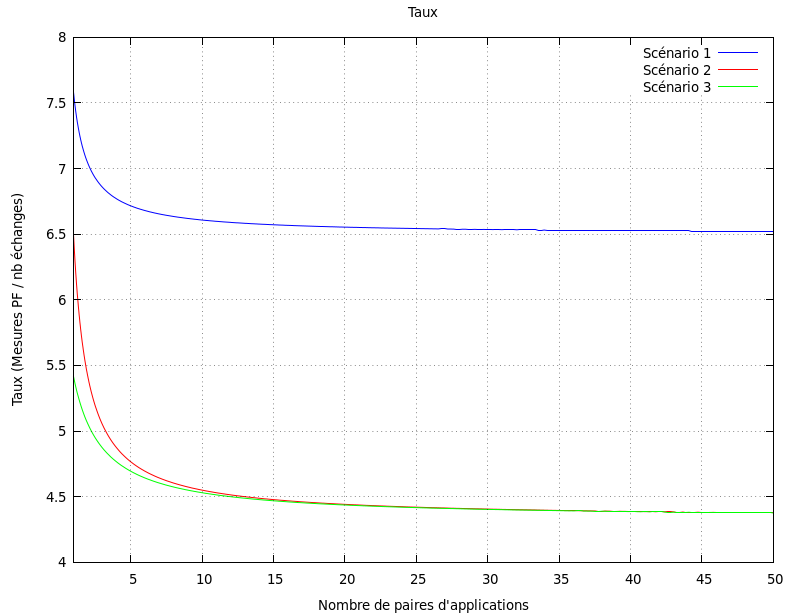 Taux
Scénario 1
Scénario 2
Scénario 3
Taux (Mesures PF / nb échanges)
8
7.5
7
6.5
6
5.5
5
4.5
4
5 10 15 20 25 30 35 40 45 50
Nombre de paires d'applications